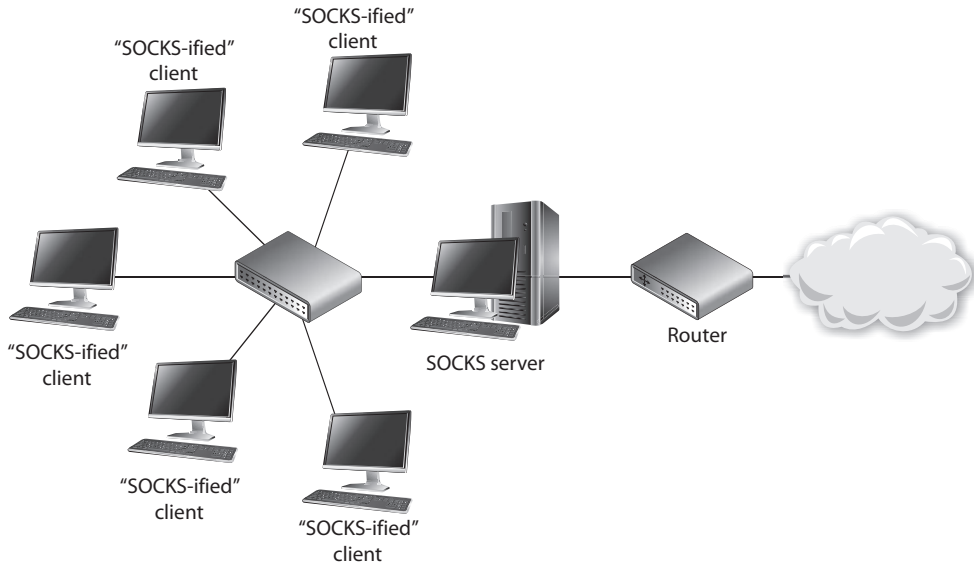 “SOCKS-ified”
client
“SOCKS-ified”
client
“SOCKS-ified”
client
SOCKS server
Router
“SOCKS-ified”
client
“SOCKS-ified”
client